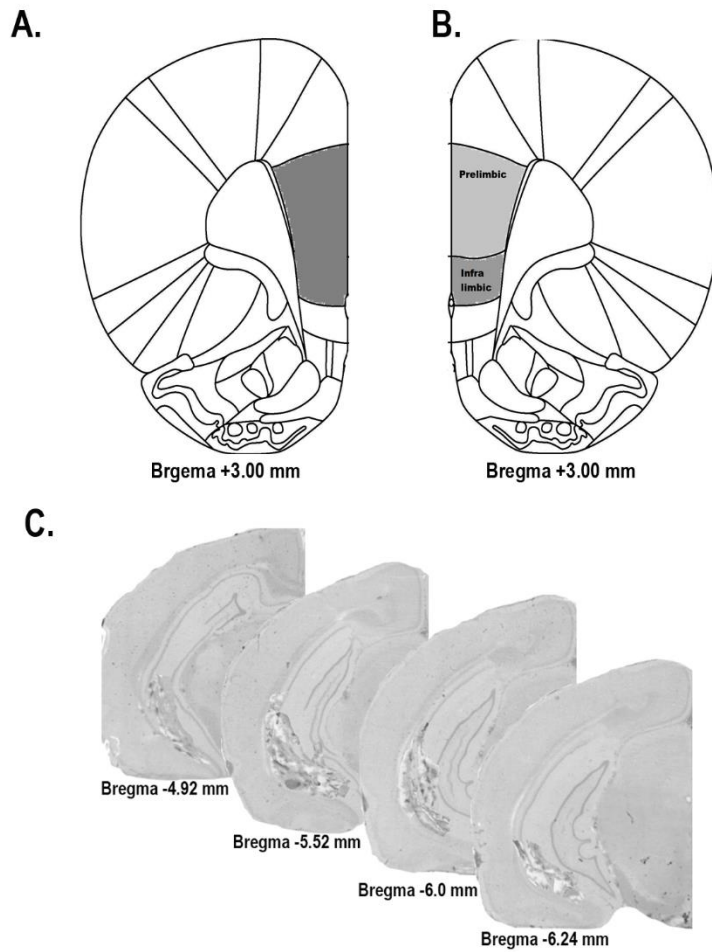 A.
B.
Prelimbic
Infra
limbic
Brgema +3.00 mm
Bregma +3.00 mm
C.
Bregma -4.92 mm
Bregma -5.52 mm
Bregma -6.0 mm
Bregma -6.24 mm